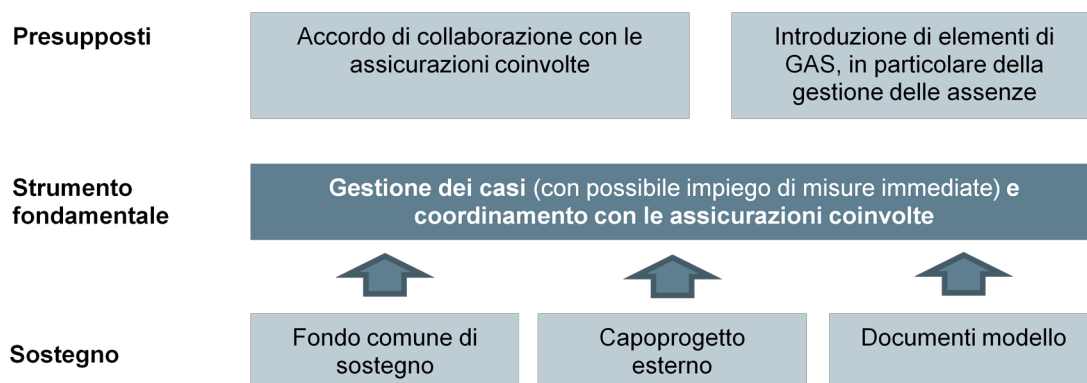 Presupposti
Accordo di collaborazione con le
assicurazioni coinvolte
Introduzione di elementi di
GAS, in particolare della
gestione delle assenze
Strumento
fondamentale
Gestione dei casi (con possibile impiego di misure immediate) e
coordinamento con le assicurazioni coinvolte
Sostegno
Fondo comune di
sostegno
Capoprogetto
esterno
Documenti modello